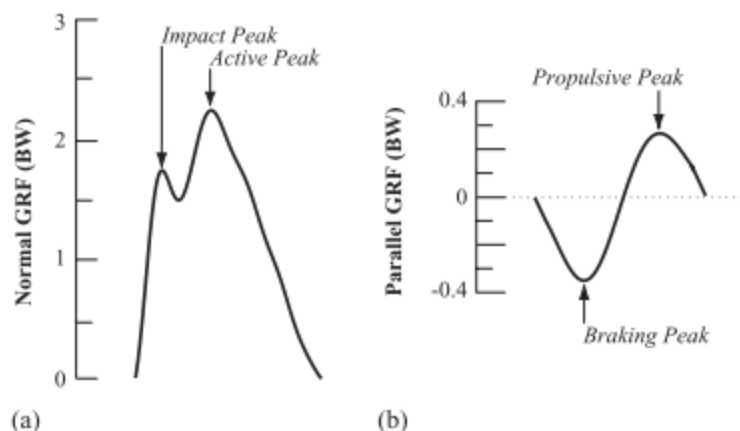 3
2
1
0
Normal GRF (BW)
Impact Peak
Active Peak
(a)
0.4
0
-0.4
Parallel GRF (BW)
Propulsive Peak
Braking Peak
(b)